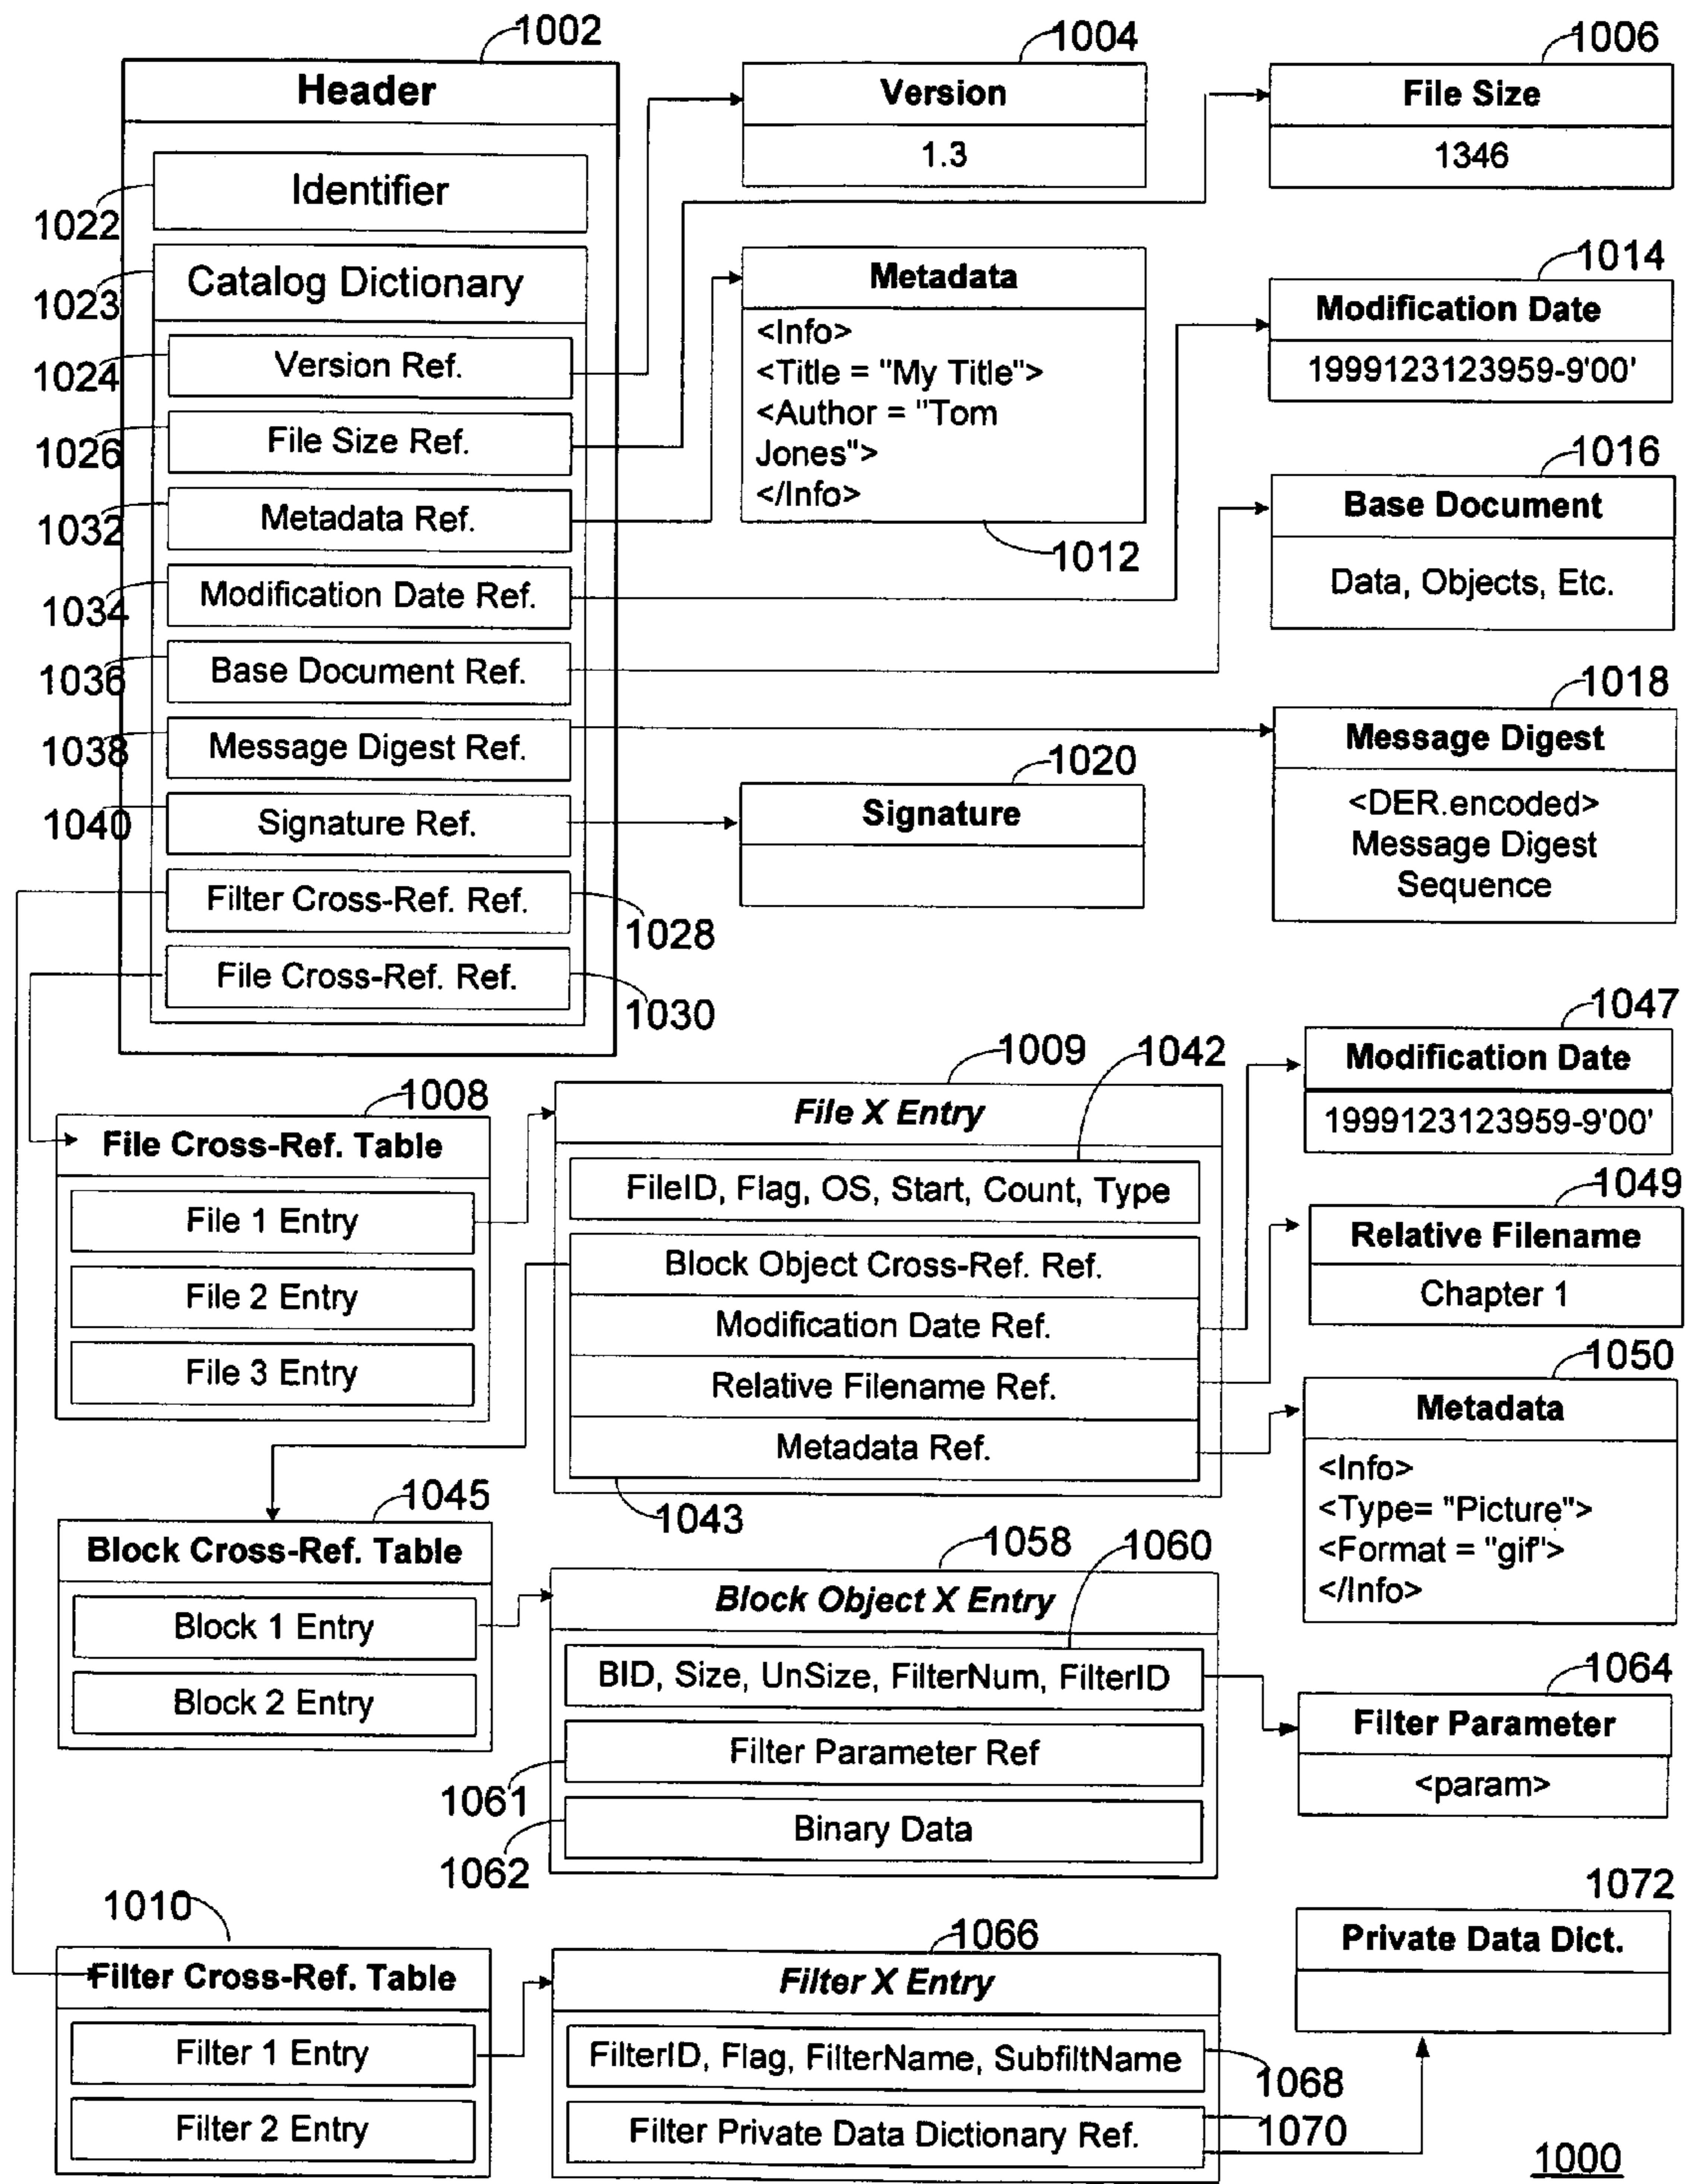 1002
Header
Identifier
1022
Catalog Dictionary
1023
Version Ref.
1024
File Size Ref.
1026
Metadata Ref.
1032
Modification Date Ref.
1034
Base Document Ref.
1036
Message Digest Ref.
1038
Signature Ref.
1040
Filter Cross-Ref. Ref.
1028
File Cross-Ref. Ref.
1030
1004
Version
1.3
1006
File Size
1346
Metadata
<Info>
<Title = "My Title">
<Author = "Tom
Jones">
</Info>
1012
1014
Modification Date
1999123123959-9'00'
1016
Base Document
Data, Objects, Etc.
1018
Message Digest
<DER.encoded>
Message Digest
Sequence
1020
Signature
1008
File Cross-Ref. Table
File 1 Entry
File 2 Entry
File 3 Entry
1009
1042
File X Entry
FileID, Flag, OS, Start, Count, Type
Block Object Cross-Ref. Ref.
Modification Date Ref.
Relative Filename Ref.
Metadata Ref.
1043
1047
Modification Date
1999123123959-9'00'
1049
Relative Filename
Chapter 1
1050
Metadata
<Info>
<Type= "Picture">
<Format = "gif">
</Info>
1045
Block Cross-Ref. Table
Block 1 Entry
Block 2 Entry
1058
1060
Block Object X Entry
BID, Size, UnSize, FilterNum, FilterID
Filter Parameter Ref
1061
Binary Data
1062
1064
Filter Parameter
<param>
1010
Filter Cross-Ref. Table
Filter 1 Entry
Filter 2 Entry
1066
Filter X Entry
FilterID, Flag, FilterName, SubfiltName
1068
Filter Private Data Dictionary Ref.
1070
1072
Private Data Dict.
1000